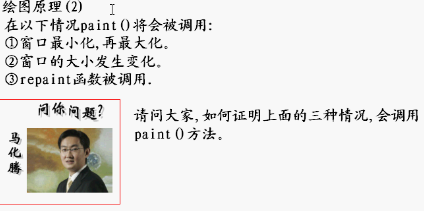 绘图原理(2)
在以下情况paint()将会被调用:
①窗口最小化,再最大化。
②窗口的大小发生变化。
③repaint函数被调用.
问你问题?
马化腾
请问大家,如何证明上面的三种情况,会调用
paint()方法。